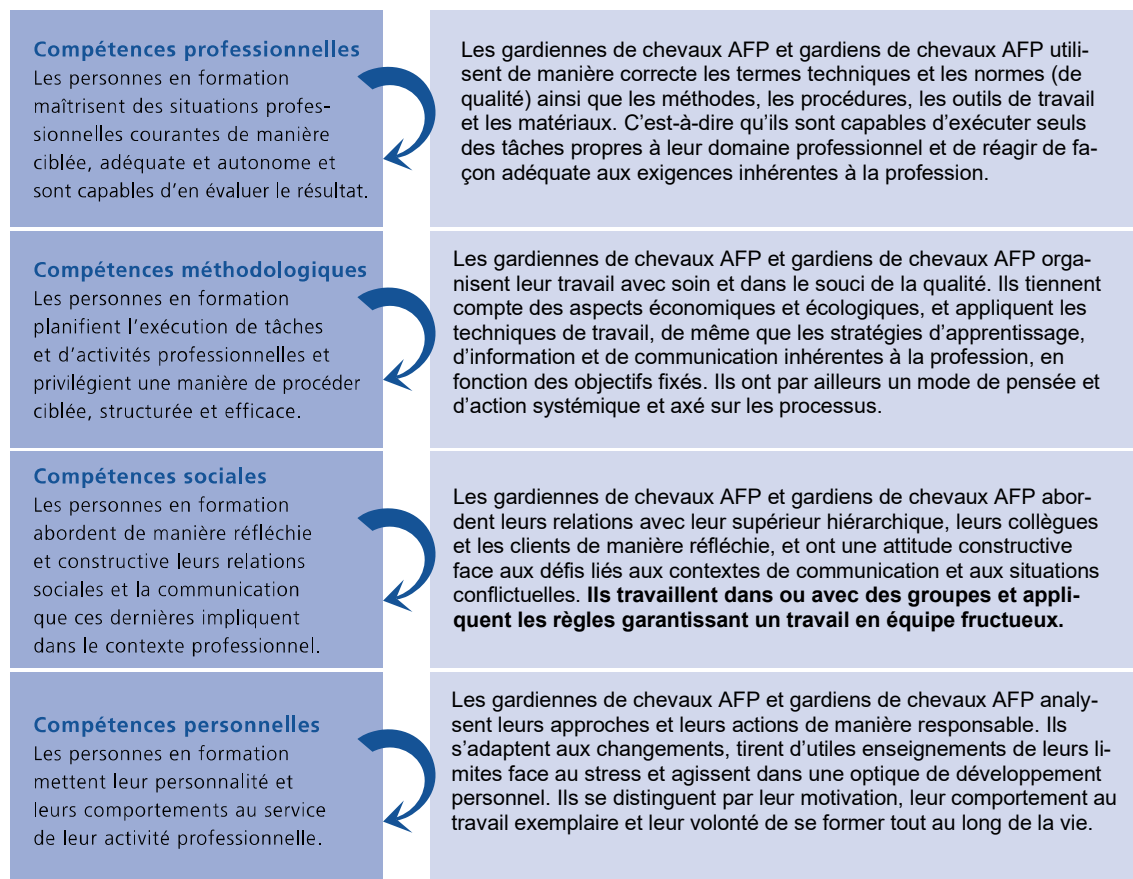 Compétences professionnelles
Les personnes en formation
maîtrisent des situations profes-
sionnelles courantes de manière
ciblée, adéquate et autonome et
sont capables d'en évaluer le résultat.
Les gardiennes de chevaux AFP et gardiens de chevaux AFP utili-
sent de manière correcte les termes techniques et les normes (de
qualité) ainsi que les méthodes, les procédures, les outils de travail
et les matériaux. C'est-à-dire qu'ils sont capables d'exécuter seuls
des tâches propres à leur domaine professionnel et de réagir de fa-
çon adéquate aux exigences inhérentes à la profession.
Compétences méthodologiques
Les personnes en formation
planifient l'exécution de tâches
et d'activités professionnelles et
privilégient une manière de procéder
ciblée, structurée et efficace.
Les gardiennes de chevaux AFP et gardiens de chevaux AFP orga-
nisent leur travail avec soin et dans le souci de la qualité. Ils tiennent
compte des aspects économiques et écologiques, et appliquent les
techniques de travail, de même que les stratégies d'apprentissage,
d'information et de communication inhérentes à la profession, en
fonction des objectifs fixés. Ils ont par ailleurs un mode de pensée et
d'action systémique et axé sur les processus.
Compétences sociales
Les personnes en formation
abordent de manière réfléchie
et constructive leurs relations
sociales et la communication
que ces dernières impliquent
dans le contexte professionnel.
Les gardiennes de chevaux AFP et gardiens de chevaux AFP abor-
dent leurs relations avec leur supérieur hiérarchique, leurs collègues
et les clients de manière réfléchie, et ont une attitude constructive
face aux défis liés aux contextes de communication et aux situations
conflictuelles. Ils travaillent dans ou avec des groupes et appli-
quent les règles garantissant un travail en équipe fructueux.
Compétences personnelles
Les personnes en formation
mettent leur personnalité et
leurs comportements au service
de leur activité professionnelle.
Les gardiennes de chevaux AFP et gardiens de chevaux AFP analy-
sent leurs approches et leurs actions de manière responsable. Ils
s'adaptent aux changements, tirent d'utiles enseignements de leurs li-
mites face au stress et agissent dans une optique de développement
personnel. Ils se distinguent par leur motivation, leur comportement au
travail exemplaire et leur volonté de se former tout au long de la vie.